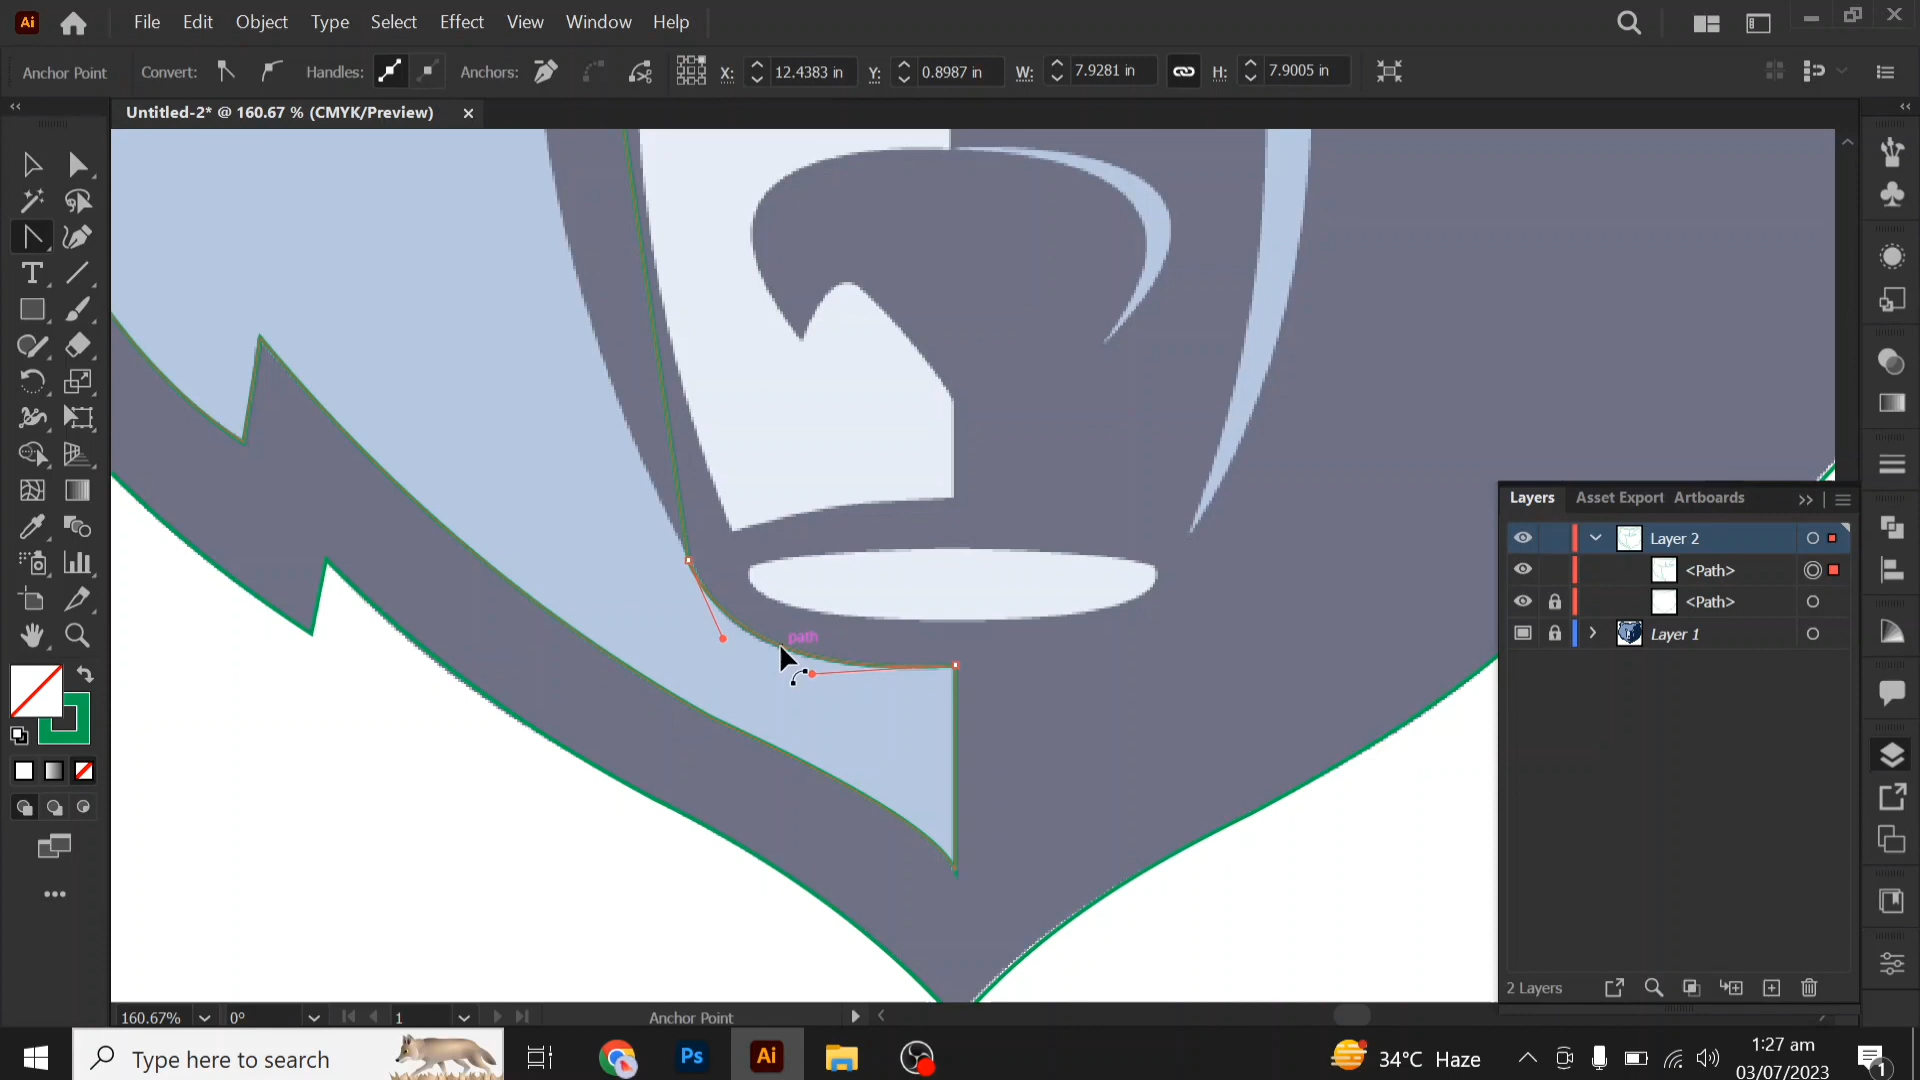 Ai File Edit Object Type Select Effect View Window Help
Anchor Point Convert: Handles: Anchors: X: 12.4383 in Y: 0.8987 in W: 7.9281 in H: 7.9005 in
Untitled-2* @ 160.67 % (CMYK/Preview)
path
Layers Asset Export Artboards
Layer 2
<Path>
<Path>
Layer 1
2 Layers
160.67% 0° 1 Anchor Point
Type here to search Ps Ai 34°C Haze 1:27 am
03/07/2023 1